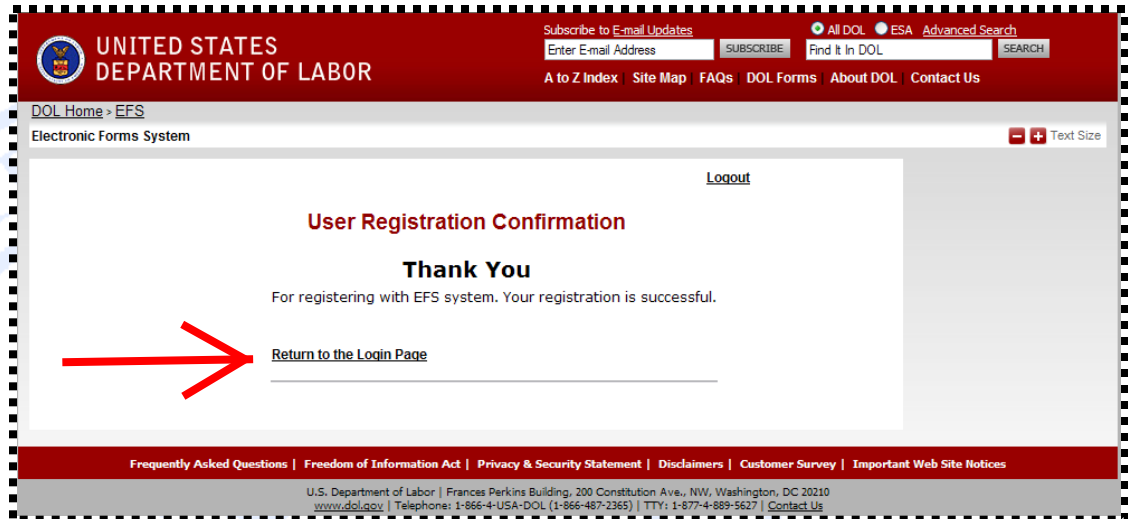 Subscribe to E-mail Updates
All DOL ESA Advanced Search
UNITED STATES
DEPARTMENT OF LABOR
Enter E-mail Address SUBSCRIBE Find It In DOL SEARCH
A to Z Index | Site Map | FAQs | DOL Forms | About DOL | Contact Us
DOL Home > EFS
Electronic Forms System
Text Size
Logout
User Registration Confirmation
Thank You
For registering with EFS system. Your registration is successful.
Return to the Login Page
Frequently Asked Questions | Freedom of Information Act | Privacy & Security Statement | Disclaimers | Customer Survey | Important Web Site Notices
U.S. Department of Labor | Frances Perkins Building, 200 Constitution Ave., NW, Washington, DC 20210
www.dol.gov | Telephone: 1-866-4-USA-DOL (1-866-487-2365) | TTY: 1-877-4-889-5627 | Contact Us